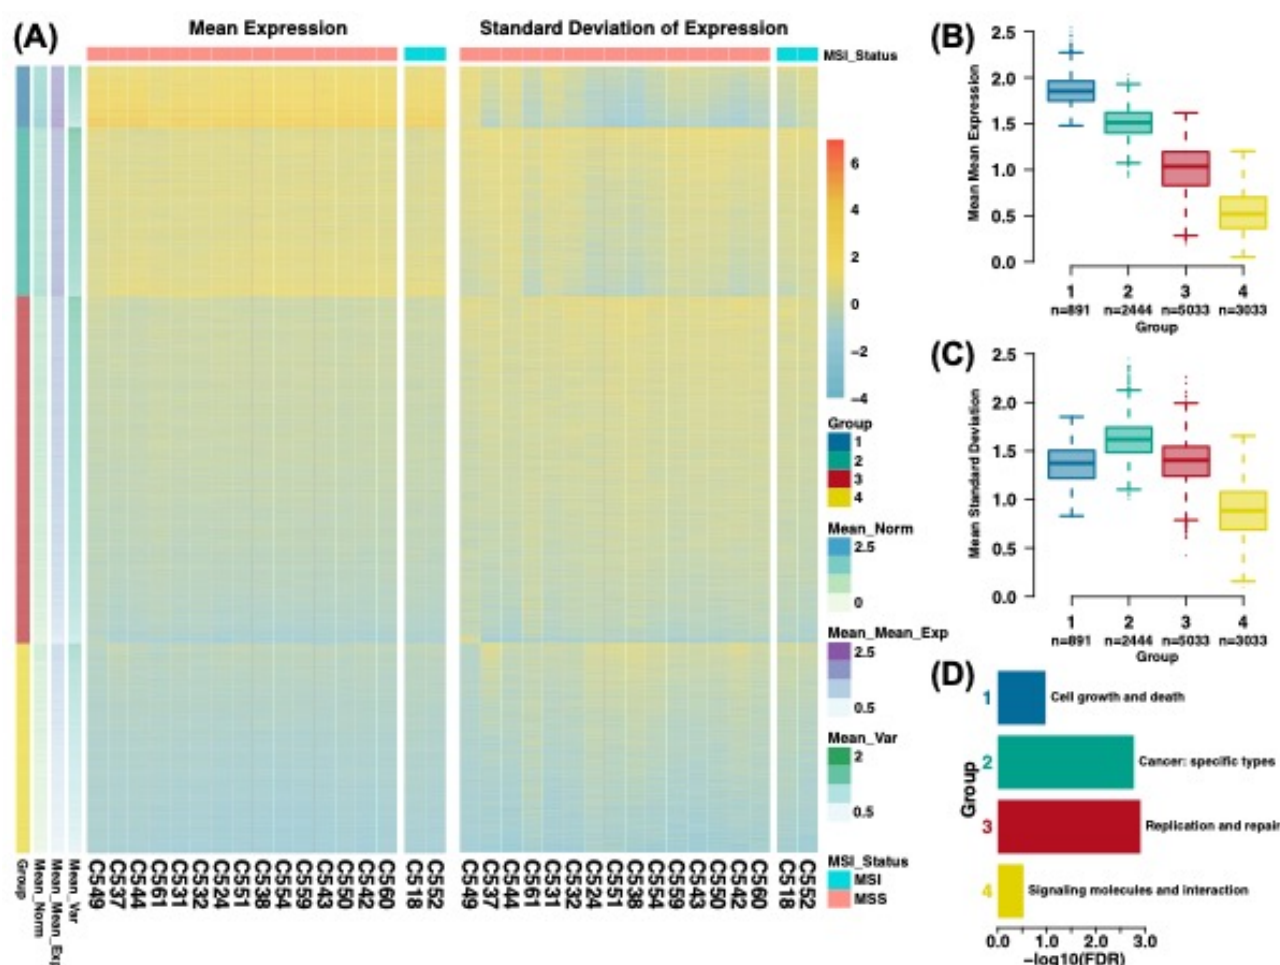 (A)
Mean Expression
Standard Deviation of Expression
MSI_Status
6
4
2
0
−2
−4
Group
1
2
3
4
Mean_Norm
2.5
0
Mean_Mean_Exp
2.5
0.5
Mean_Var
2
0.5
MSI_Status
MSI
MSS
Group
Mean_Norm
Mean_Mean_Exp
Mean_Var
C549 C537 C544 C561 C531 C532 C524 C551 C538 C554 C559 C543 C550 C542 C560 C518 C552
C549 C537 C544 C561 C531 C532 C524 C551 C538 C554 C559 C543 C550 C542 C560 C518 C552
(B)
Mean Mean Expression
2.5
2.0
1.5
1.0
0.5
0.0
1 2 3 4
n=891 n=2444 n=5033 n=3033
Group
(C)
Mean Standard Deviation
2.5
2.0
1.5
1.0
0.5
0.0
1 2 3 4
n=891 n=2444 n=5033 n=3033
Group
(D)
Group
1 Cell growth and death
2 Cancer: specific types
3 Replication and repair
4 Signaling molecules and interaction
0.0 1.0 2.0 3.0
−log10(FDR)